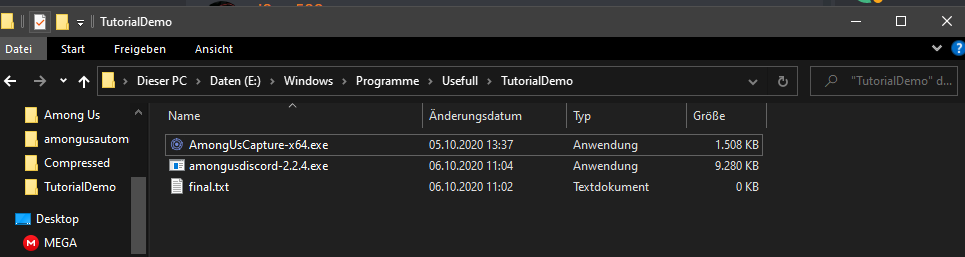 TutorialDemo
Datei Start Freigeben Ansicht
Dieser PC Daten (E:) Windows Programme Usefull TutorialDemo "TutorialDemo" d...
Among Us
amongusautom
Compressed
TutorialDemo
Desktop
MEGA
Name Änderungsdatum Typ Größe
AmongUsCapture-x64.exe 05.10.2020 13:37 Anwendung 1.508 KB
amongusdiscord-2.2.4.exe 06.10.2020 11:04 Anwendung 9.280 KB
final.txt 06.10.2020 11:02 Textdokument 0 KB